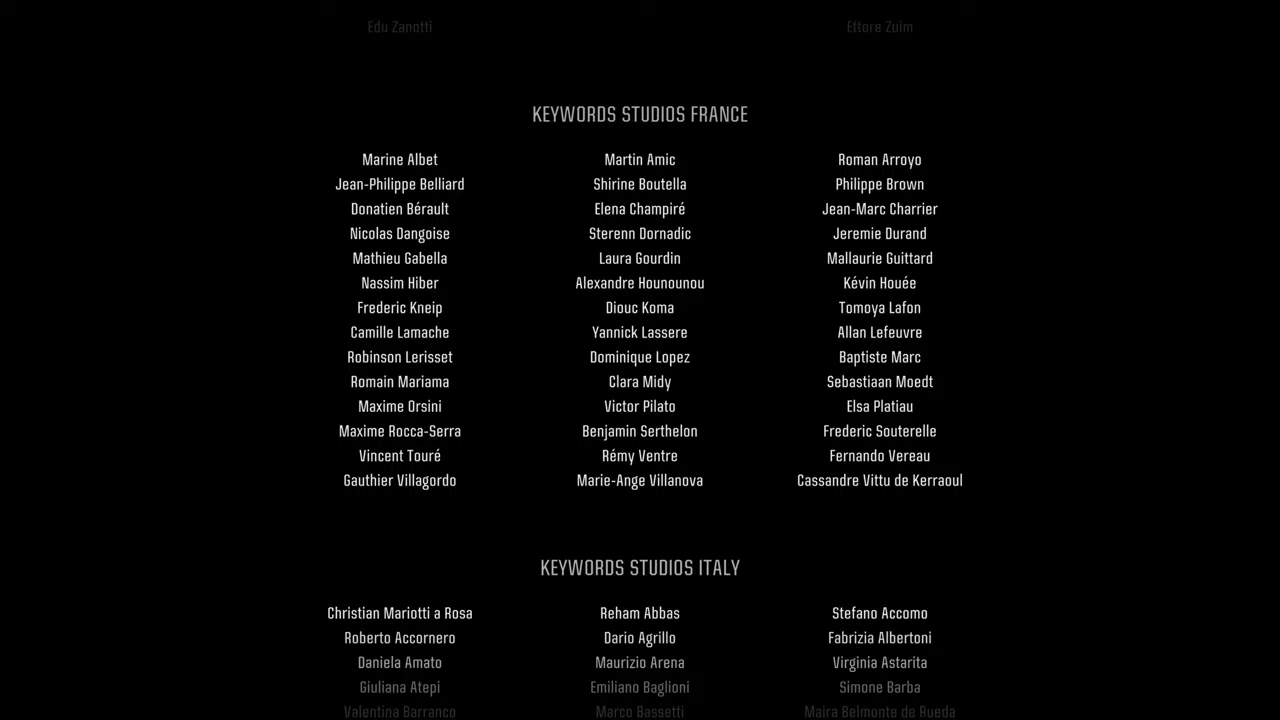 Edu Zanotti Ettore Zuim
KEYWORDS STUDIOS FRANCE
Marine Albet Martin Amic Roman Arroyo
Jean-Philippe Belliard Shirine Boutella Philippe Brown
Donatien Bérault Elena Champiré Jean-Marc Charrier
Nicolas Dangoise Sterenn Dornadic Jeremie Durand
Mathieu Gabella Laura Gourdin Mallaurie Guittard
Nassim Hiber Alexandre Hounounou Kévin Houée
Frederic Kneip Diouc Koma Tomoya Lafon
Camille Lamache Yannick Lassere Allan Lefeuvre
Robinson Lerisset Dominique Lopez Baptiste Marc
Romain Mariama Clara Midy Sebastiaan Moedt
Maxime Orsini Victor Pilato Elsa Platiau
Maxime Rocca-Serra Benjamin Serthelon Frederic Souterelle
Vincent Touré Rémy Ventre Fernando Vereau
Gauthier Villagordo Marie-Ange Villanova Cassandre Vittu de Kerraoul
KEYWORDS STUDIOS ITALY
Christian Mariotti a Rosa Reham Abbas Stefano Accomo
Roberto Accornero Dario Agrillo Fabrizia Albertoni
Daniela Amato Maurizio Arena Virginia Astarita
Giuliana Atepi Emiliano Baglioni Simone Barba
Valentina Barranco Marco Bassetti Maira Belmonte de Rueda